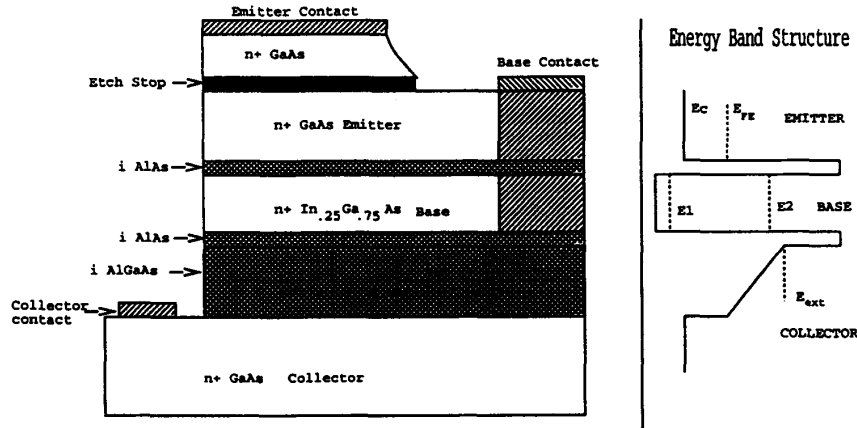 Emitter Contact
n+ GaAs
Etch Stop
Base Contact
n+ GaAs Emitter
i AlAs
n+ In.25Ga.75As Base
i AlAs
i AlGaAs
Collector
contact
n+ GaAs Collector
Energy Band Structure
Ec
EFE
EMITTER
E1
E2
BASE
Eext
COLLECTOR